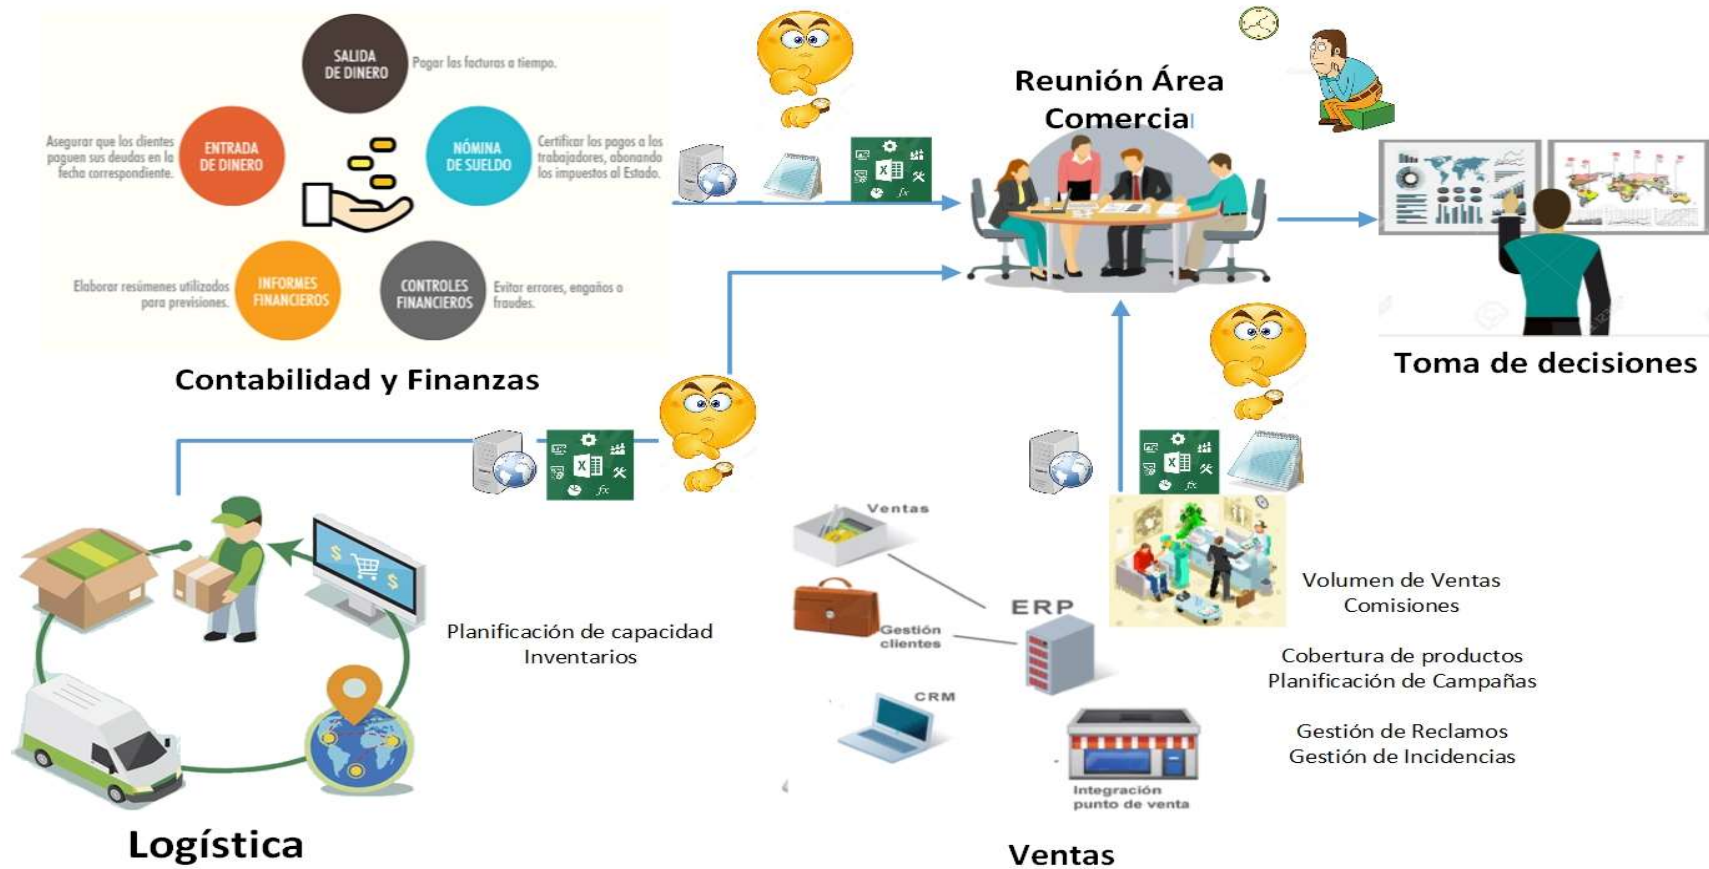 SALIDA
DE DINERO
Pagar las facturas a tiempo.
ENTRADA
DE DINERO
Asegurar que los clientes
paguen sus deudas en la
fecha correspondiente.
NÓMINA
DE SUELDO
Certificar los pagos a los
trabajadores, abonando
los impuestos al Estado.
INFORMES
FINANCIEROS
Elaborar resúmenes utilizados
para previsiones.
CONTROLES
FINANCIEROS
Evitar errores, engaños o
fraudes.
Contabilidad y Finanzas
Reunión Área
Comercial
Toma de decisiones
X
fx
X
fx
X
fx
Planificación de capacidad
Inventarios
Logística
Ventas
ERP
Gestión
clientes
CRM
Integración
punto de venta
Volumen de Ventas
Comisiones
Cobertura de productos
Planificación de Campañas
Gestión de Reclamos
Gestión de Incidencias
Ventas